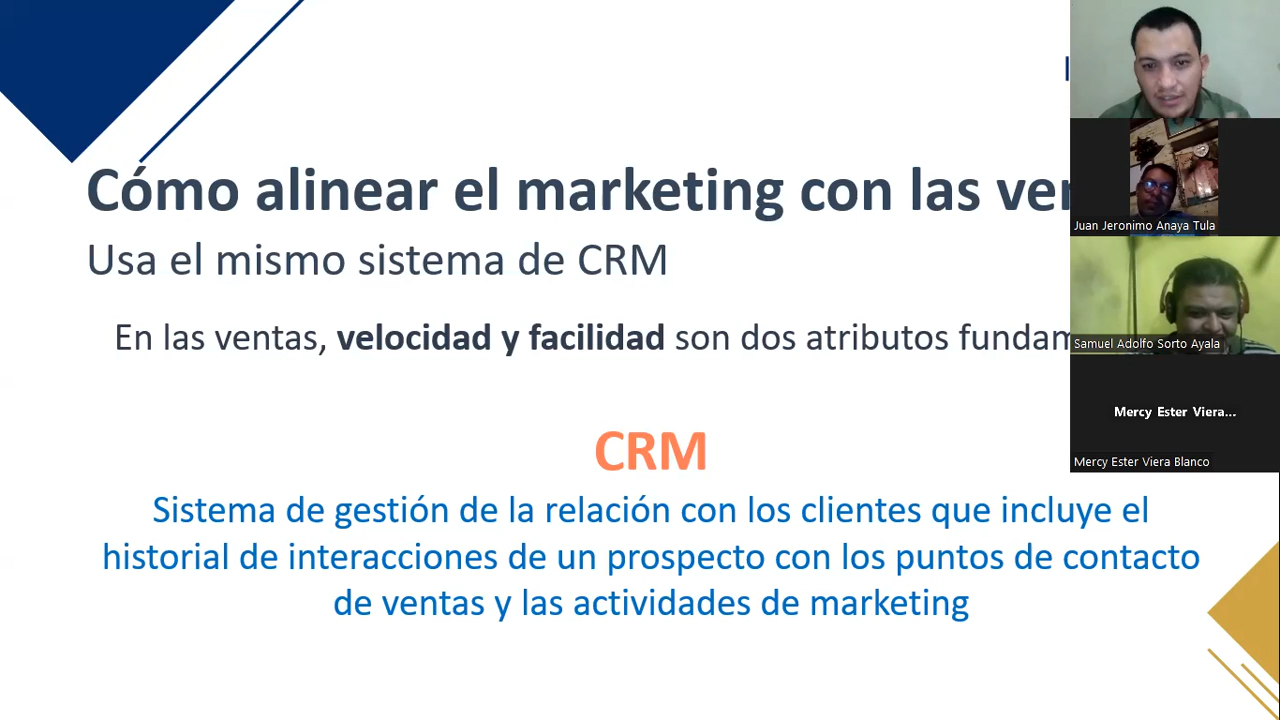 Cómo alinear el marketing con las
Usa el mismo sistema de CRM
En las ventas, velocidad y facilidad son dos atributos
CRM
Sistema de gestión de la relación con los clientes que incluye el
historial de interacciones de un prospecto con los puntos de contacto
de ventas y las actividades de marketing
Juan Jeronimo Anaya Tula
Samuel Adolfo Sorto Ayala
Mercy Ester Viera...
Mercy Ester Viera Blanco